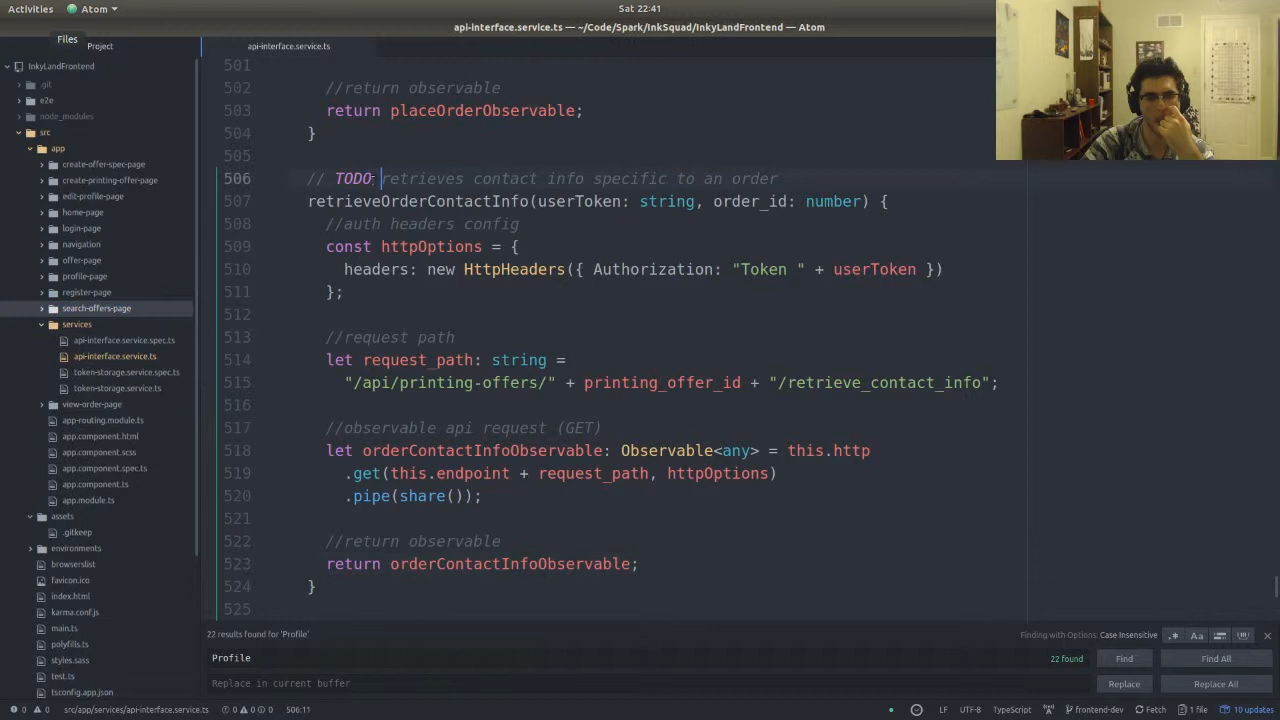 Activities
Atom
Sat 22:41
api-interface.service.ts — ~/Code/Spark/InkSquad/InkyLandFrontend — Atom
Files
Project
InkyLandFrontend
.git
e2e
node_modules
src
app
create-offer-spec-page
create-printing-offer-page
edit-profile-page
home-page
login-page
navigation
offer-page
profile-page
register-page
search-offers-page
services
api-interface.service.spec.ts
api-interface.service.ts
token-storage.service.spec.ts
token-storage.service.ts
view-order-page
app-routing.module.ts
app.component.html
app.component.scss
app.component.spec.ts
app.component.ts
app.module.ts
assets
.gitkeep
environments
browserslist
favicon.ico
index.html
karma.conf.js
main.ts
polyfills.ts
styles.sass
test.ts
tsconfig.app.json
api-interface.service.ts
501
502 //return observable
503 return placeOrderObservable;
504 }
505
506 // TODO retrieves contact info specific to an order
507 retrieveOrderContactInfo(userToken: string, order_id: number) {
508 //auth headers config
509 const httpOptions = {
510 headers: new HttpHeaders({ Authorization: "Token " + userToken })
511 };
512
513 //request path
514 let request_path: string =
515 "/api/printing-offers/" + printing_offer_id + "/retrieve_contact_info";
516
517 //observable api request (GET)
518 let orderContactInfoObservable: Observable<any> = this.http
519 .get(this.endpoint + request_path, httpOptions)
520 .pipe(share());
521
522 //return observable
523 return orderContactInfoObservable;
524 }
525
22 results found for 'Profile'
Finding with Options: Case Insensitive
.*
Aa
Profile
22 found
Find
Find All
Replace in current buffer
Replace
Replace All
0 0 src/app/services/api-interface.service.ts 0 0 0 506:11
LF UTF-8 TypeScript frontend-dev Fetch 1 file 10 updates